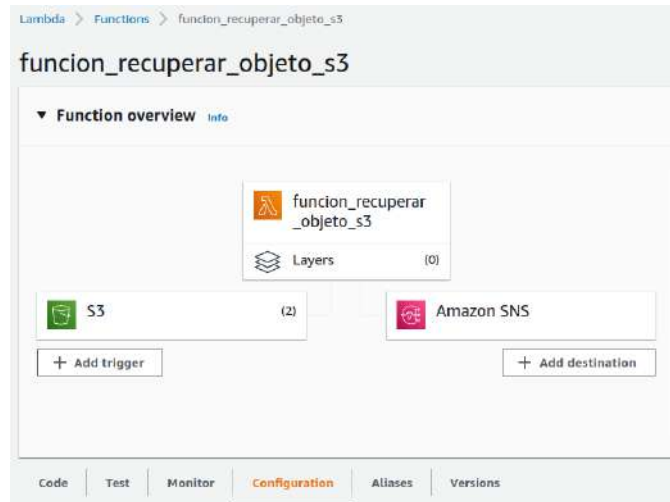 Lambda > Functions > funcion_recuperar_objeto_s3
funcion_recuperar_objeto_s3
▼ Function overview Info
funcion_recuperar
_objeto_s3
Layers (0)
S3 (2)
Amazon SNS
+ Add trigger
+ Add destination
Code | Test | Monitor | Configuration | Aliases | Versions